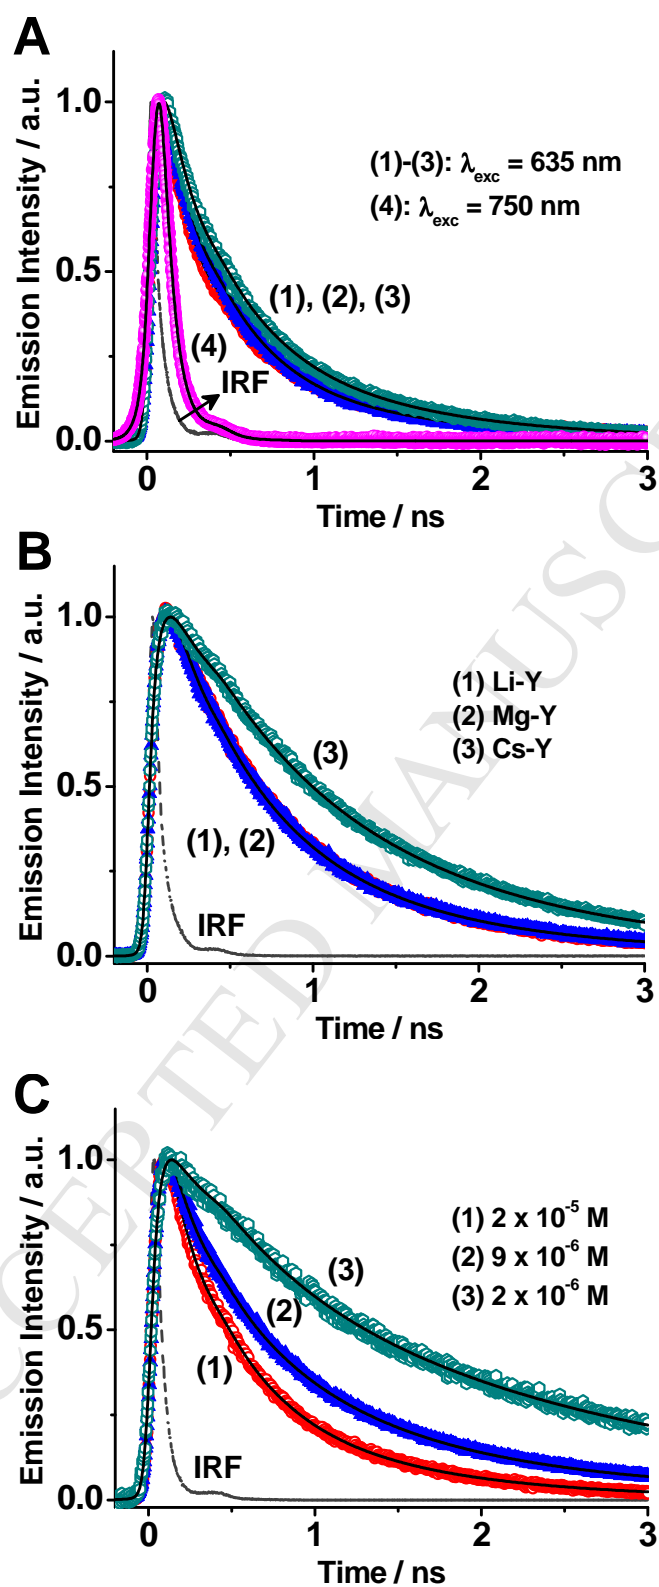 A
1.0
0.5
0.0
Emission Intensity / a.u.
(1)-(3): λexc = 635 nm
(4): λexc = 750 nm
(1), (2), (3)
(4)
IRF
0 1 2 3
Time / ns
B
1.0
0.5
0.0
Emission Intensity / a.u.
(1) Li-Y
(2) Mg-Y
(3) Cs-Y
(3)
(1), (2)
IRF
0 1 2 3
Time / ns
C
1.0
0.5
0.0
Emission Intensity / a.u.
(1) 2 x 10⁻⁵ M
(2) 9 x 10⁻⁶ M
(3) 2 x 10⁻⁶ M
(3)
(2)
(1)
IRF
0 1 2 3
Time / ns
CCEPTED MANUSC